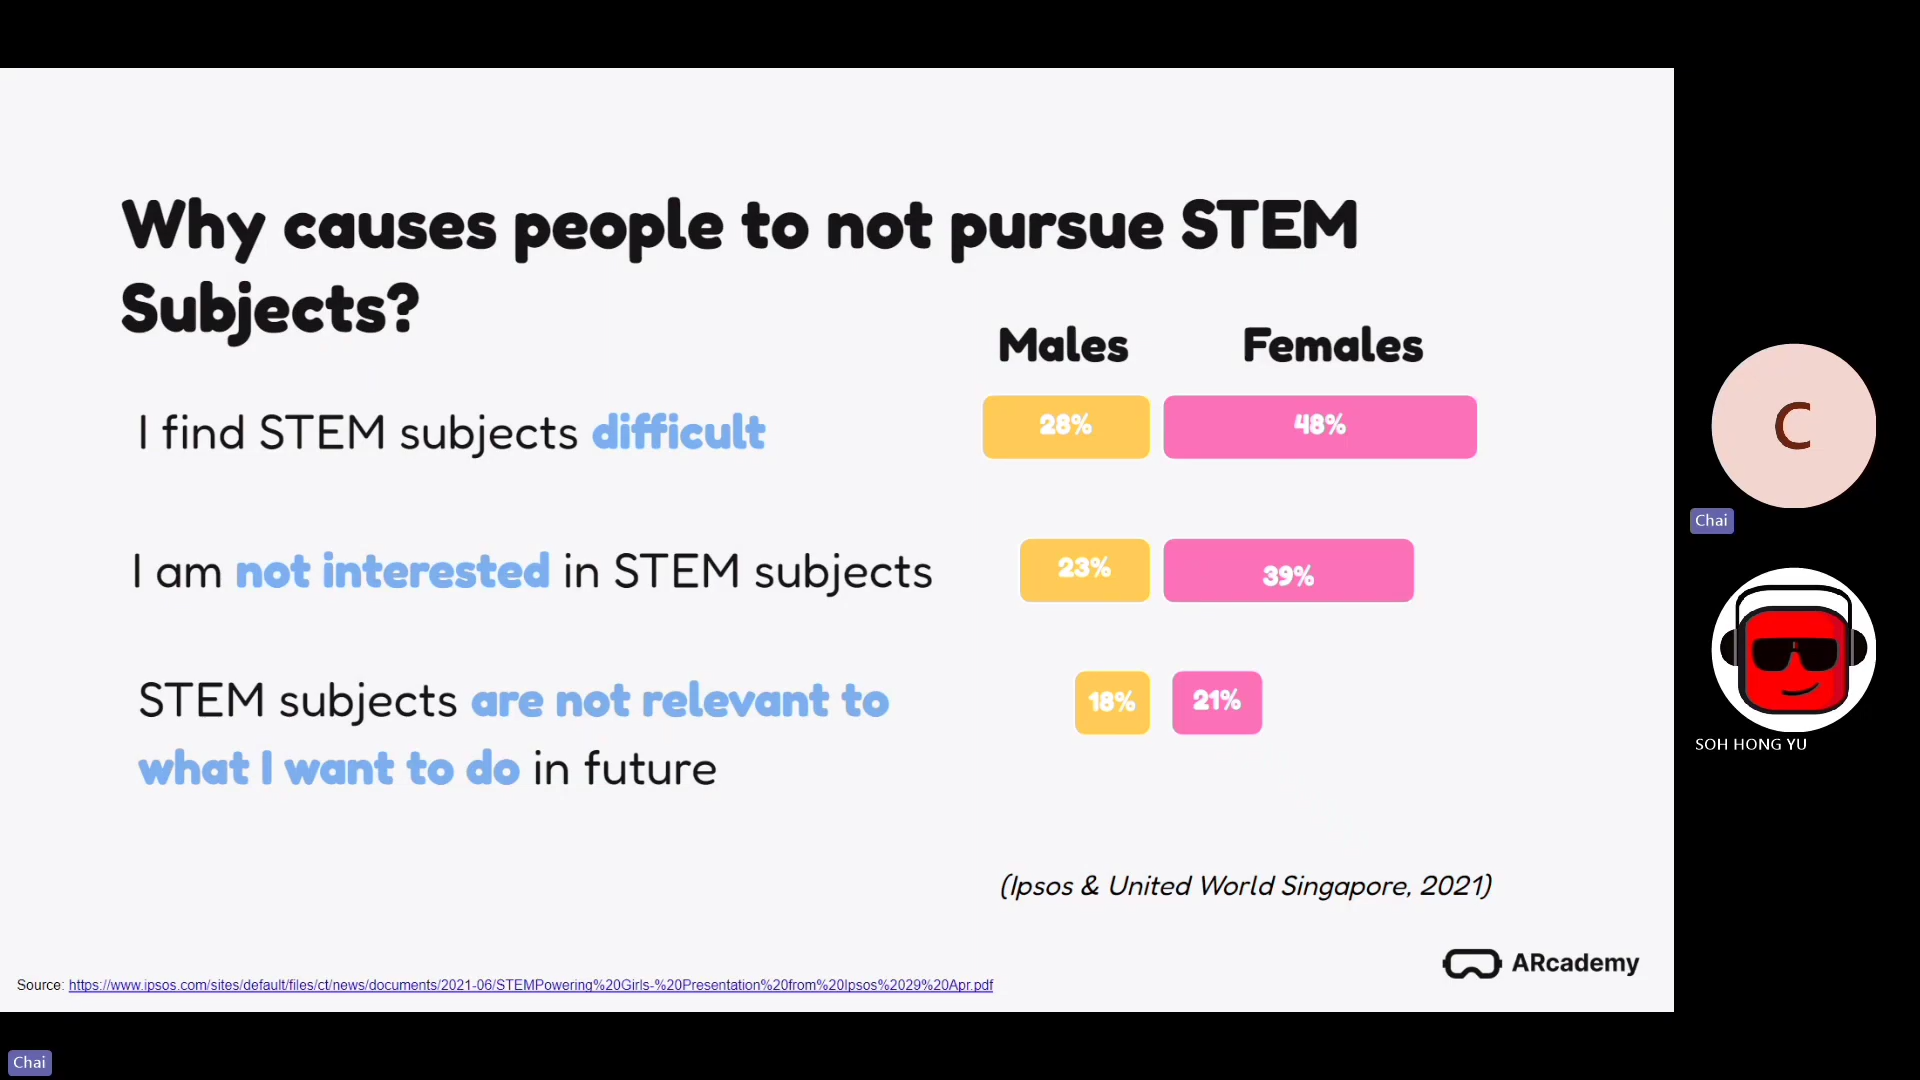 Why causes people to not pursue STEM
Subjects?
Males
Females
I find STEM subjects difficult
28%
48%
I am not interested in STEM subjects
23%
39%
STEM subjects are not relevant to
what I want to do in future
18%
21%
(Ipsos & United World Singapore, 2021)
ARcademy
Source: https://www.ipsos.com/sites/default/files/ct/news/documents/2021-06/STEMPowering%20Girls-%20Presentation%20from%20Ipsos%2029%20Apr.pdf
C
Chai
SOH HONG YU
Chai